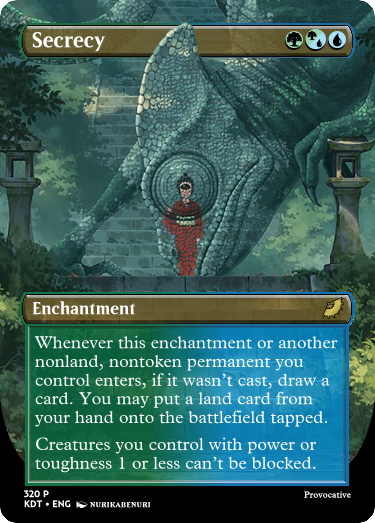 Secrecy
Enchantment
Whenever this enchantment or another
nonland, nontoken permanent you
control enters, if it wasn't cast, draw a
card. You may put a land card from
your hand onto the battlefield tapped.
Creatures you control with power or
toughness 1 or less can't be blocked.
320 P
KDT • ENG NURIKABENURI
Provocative